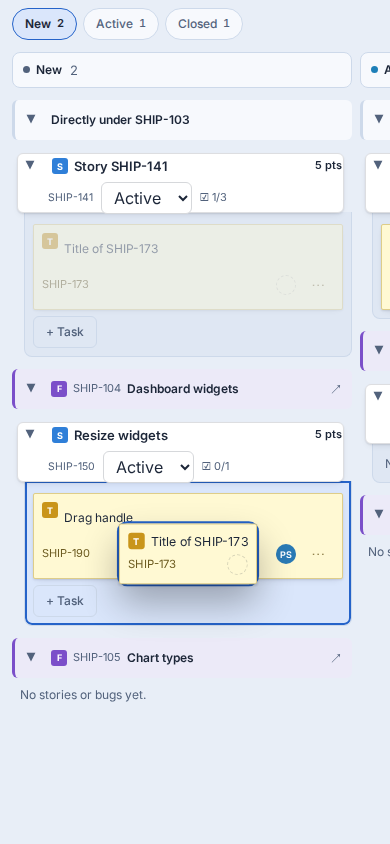 New 2 Active 1 Closed 1
New 2
Directly under SHIP-103
S Story SHIP-141 5 pts
SHIP-141 Active ☑ 1/3
T Title of SHIP-173
SHIP-173 ...
+ Task
F SHIP-104 Dashboard widgets ↗
S Resize widgets 5 pts
SHIP-150 Active ☑ 0/1
T Drag handle
T Title of SHIP-173
SHIP-190 PS ...
SHIP-173
+ Task
F SHIP-105 Chart types ↗
No stories or bugs yet.